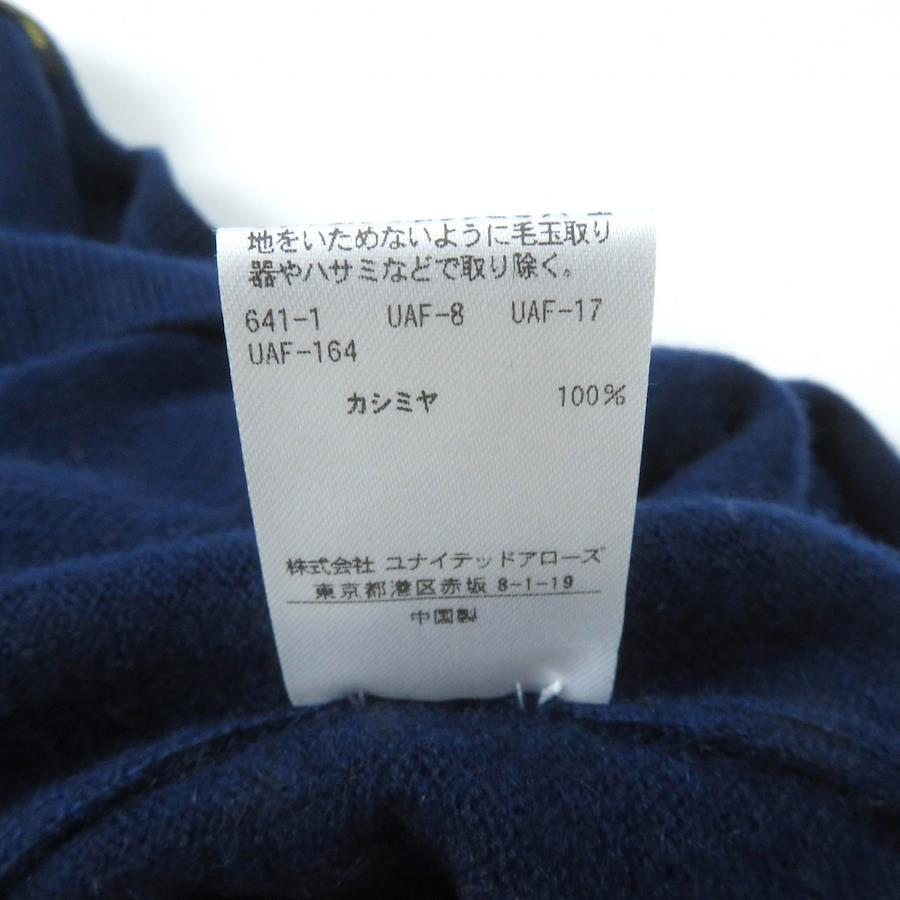 地をいためないように毛玉取り
器やハサミなどで取り除く。
641-1 UAF-8 UAF-17
UAF-164
カシミヤ 100%
株式会社 ユナイテッドアローズ
東京都港区赤坂 8-1-19
中国製